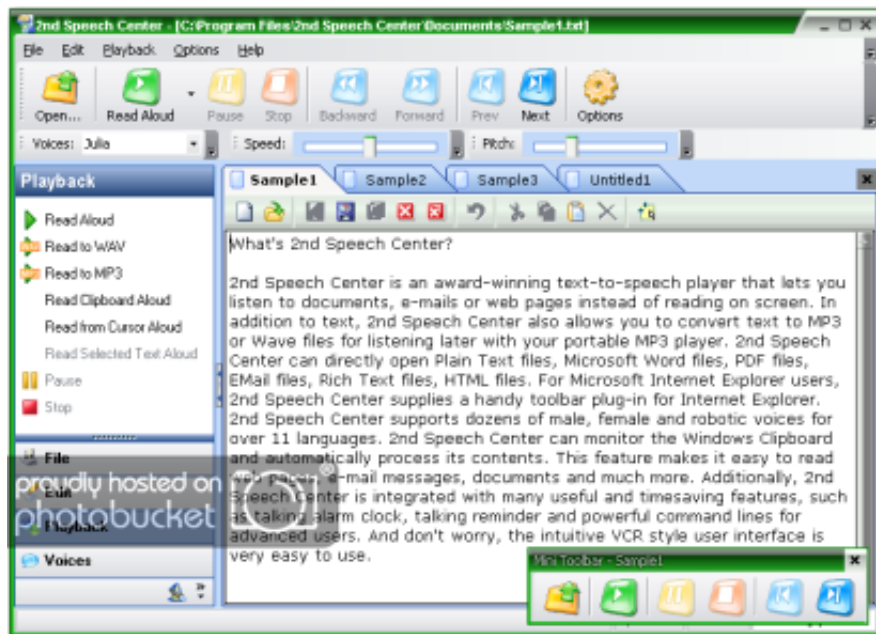 2nd Speech Center - [C:\Program Files\2nd Speech Center\Documents\Sample1.txt]
File Edit Playback Options Help
Open... Read Aloud Pause Stop Backward Forward Prev Next Options
Voices: Julia Speed: Pitch:
Playback
Sample1 Sample2 Sample3 Untitled1
Read Aloud
Read to WAV
Read to MP3
Read Clipboard Aloud
Read from Cursor Aloud
Read Selected Text Aloud
Pause
Stop
File
Edit
Playback
Voices
What's 2nd Speech Center?
2nd Speech Center is an award-winning text-to-speech player that lets you
listen to documents, e-mails or web pages instead of reading on screen. In
addition to text, 2nd Speech Center also allows you to convert text to MP3
or Wave files for listening later with your portable MP3 player. 2nd Speech
Center can directly open Plain Text files, Microsoft Word files, PDF files,
EMail files, Rich Text files, HTML files. For Microsoft Internet Explorer users,
2nd Speech Center supplies a handy toolbar plug-in for Internet Explorer.
2nd Speech Center supports dozens of male, female and robotic voices for
over 11 languages. 2nd Speech Center can monitor the Windows Clipboard
and automatically process its contents. This feature makes it easy to read
web pages, e-mail messages, documents and much more. Additionally, 2nd
Speech Center is integrated with many useful and timesaving features, such
as talking alarm clock, talking reminder and powerful command lines for
advanced users. And don't worry, the intuitive VCR style user interface is
very easy to use.
proudly hosted on
photobucket
Mini Toolbar - Sample1